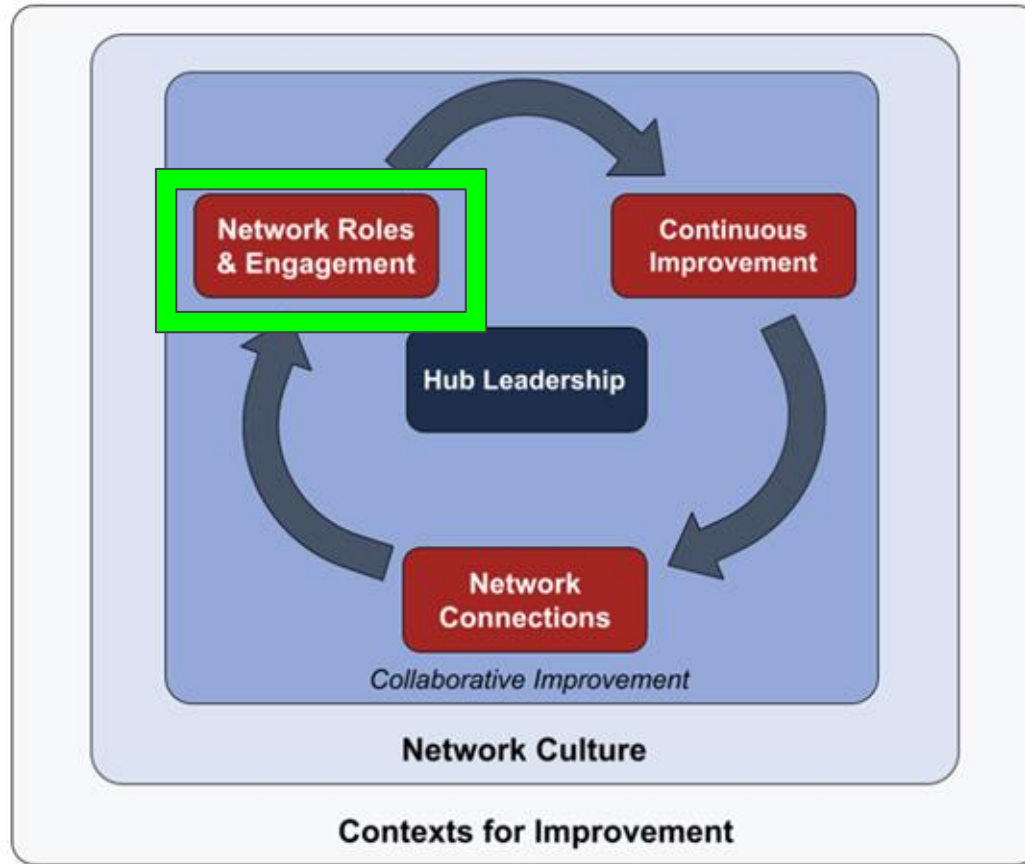 Network Roles
& Engagement
Continuous
Improvement
Hub Leadership
Network
Connections
Collaborative Improvement
Network Culture
Contexts for Improvement